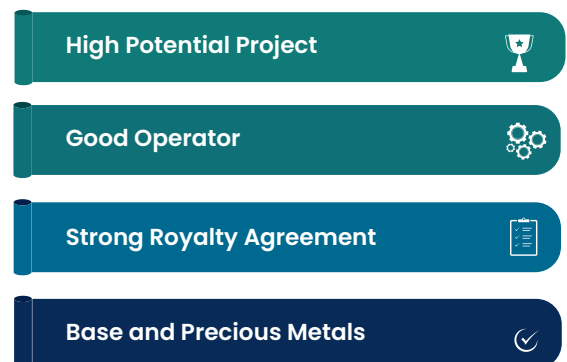 High Potential Project
Good Operator
Strong Royalty Agreement
Base and Precious Metals